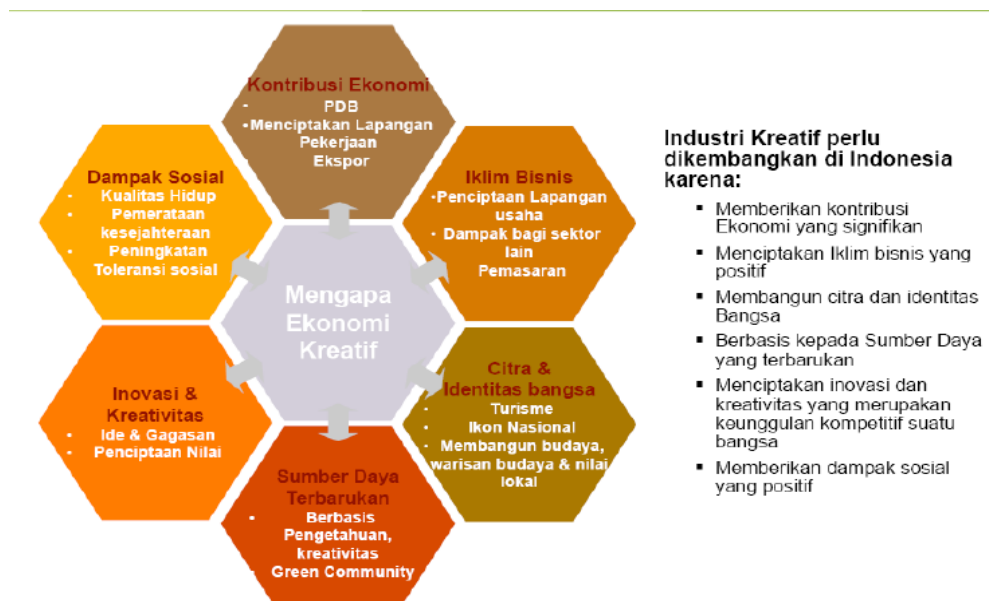 Kontribusi Ekonomi
• PDB
• Menciptakan Lapangan
Pekerjaan
Ekspor
Dampak Sosial
• Kualitas Hidup
• Pemerataan
kesejahteraan
• Peningkatan
Toleransi sosial
Iklim Bisnis
•Penciptaan Lapangan
usaha
• Dampak bagi sektor
lain
Pemasaran
Mengapa
Ekonomi
Kreatif
Inovasi &
Kreativitas
• Ide & Gagasan
• Penciptaan Nilai
Citra &
Identitas bangsa
• Turisme
• Ikon Nasional
• Membangun budaya,
warisan budaya & nilai
lokal
Sumber Daya
Terbarukan
• Berbasis
Pengetahuan,
kreativitas
• Green Community
Industri Kreatif perlu
dikembangkan di Indonesia
karena:
▪ Memberikan kontribusi
Ekonomi yang signifikan
▪ Menciptakan Iklim bisnis yang
positif
▪ Membangun citra dan identitas
Bangsa
▪ Berbasis kepada Sumber Daya
yang terbarukan
▪ Menciptakan inovasi dan
kreativitas yang merupakan
keunggulan kompetitif suatu
bangsa
▪ Memberikan dampak sosial
yang positif